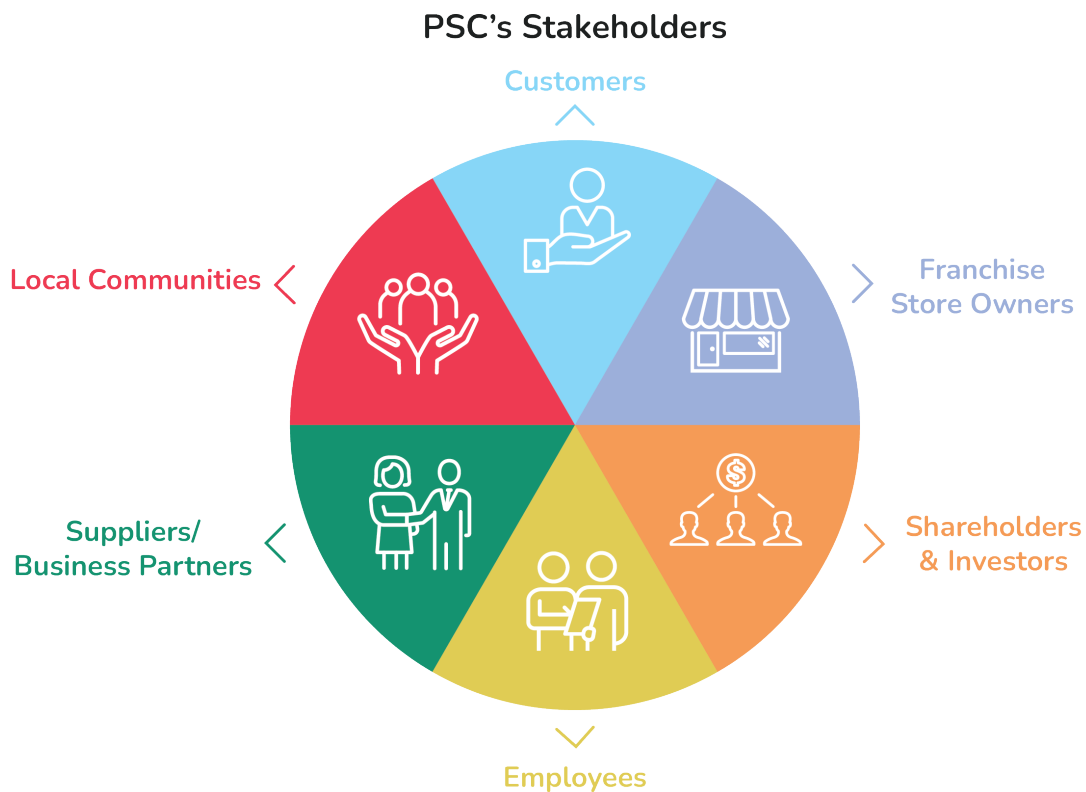 PSC’s Stakeholders
Customers
Local Communities
Franchise
Store Owners
Suppliers/
Business Partners
Shareholders
& Investors
Employees